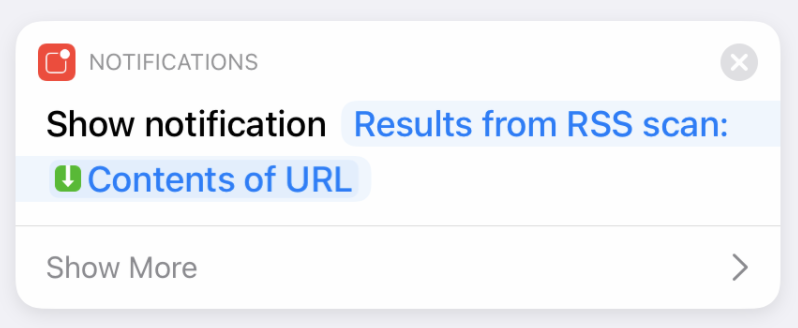 NOTIFICATIONS
Show notification Results from RSS scan:
Contents of URL
Show More